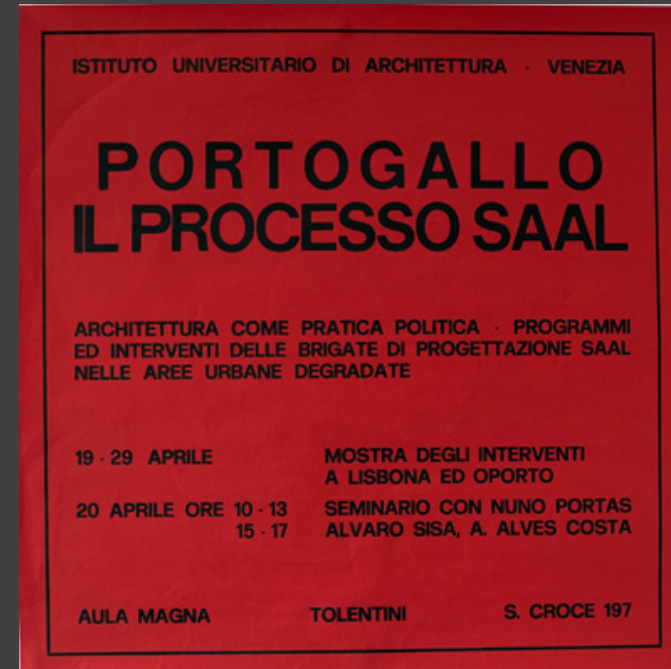 ISTITUTO UNIVERSITARIO DI ARCHITETTURA · VENEZIA
PORTOGALLO
IL PROCESSO SAAL
ARCHITETTURA COME PRATICA POLITICA · PROGRAMMI
ED INTERVENTI DELLE BRIGATE DI PROGETTAZIONE SAAL
NELLE AREE URBANE DEGRADATE
19 · 29 APRILE MOSTRA DEGLI INTERVENTI
A LISBONA ED OPORTO
20 APRILE ORE 10 · 13 SEMINARIO CON NUNO PORTAS
15 · 17 ALVARO SISA, A. ALVES COSTA
AULA MAGNA TOLENTINI S. CROCE 197